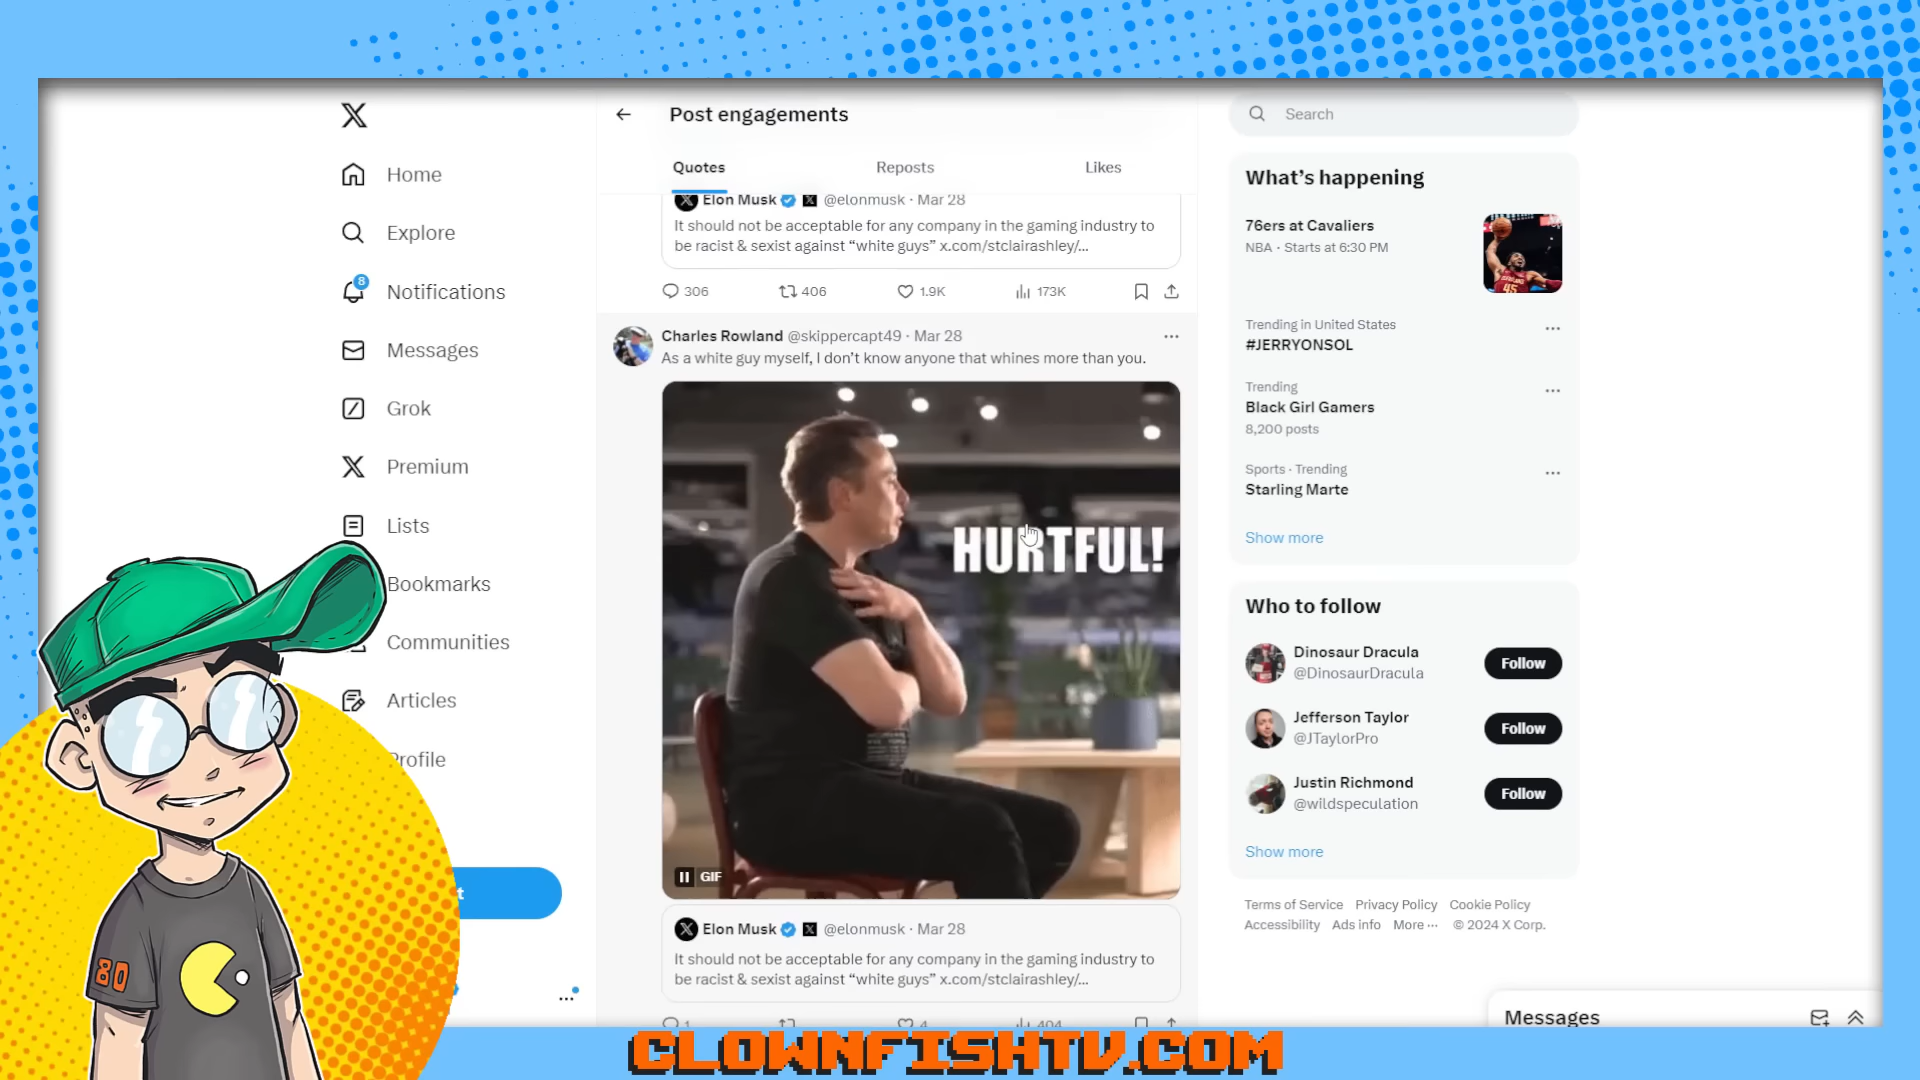 Home
Explore
8
Notifications
Messages
Grok
Premium
Lists
Bookmarks
Communities
Articles
Profile
t
80
Post engagements
Quotes
Reposts
Likes
Elon Musk @elonmusk · Mar 28
It should not be acceptable for any company in the gaming industry to
be racist & sexist against “white guys” x.com/stclairashley/...
306
406
1.9K
173K
Charles Rowland @skippercapt49 · Mar 28
As a white guy myself, I don’t know anyone that whines more than you.
HURTFUL!
GIF
Elon Musk @elonmusk · Mar 28
It should not be acceptable for any company in the gaming industry to
be racist & sexist against “white guys” x.com/stclairashley/...
1
4
404
Search
What’s happening
76ers at Cavaliers
NBA · Starts at 6:30 PM
45
Trending in United States
#JERRYONSOL
Trending
Black Girl Gamers
8,200 posts
Sports · Trending
Starling Marte
Show more
Who to follow
Dinosaur Dracula
@DinosaurDracula
Follow
Jefferson Taylor
@JTaylorPro
Follow
Justin Richmond
@wildspeculation
Follow
Show more
Terms of Service Privacy Policy Cookie Policy
Accessibility Ads info More ··· © 2024 X Corp.
Messages
CLOWNFISHTV.COM